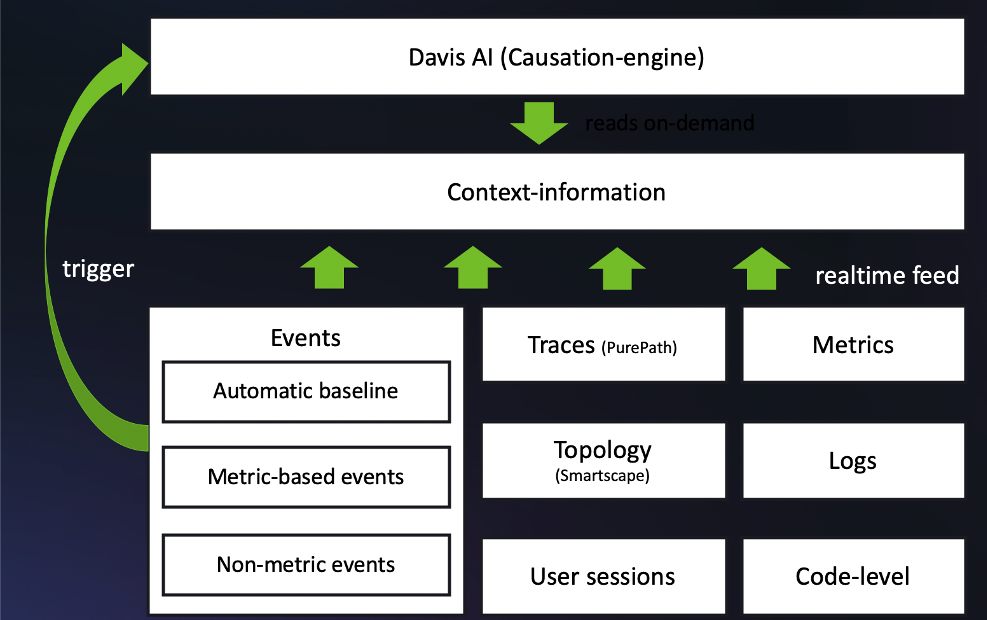 Davis AI (Causation-engine)
reads on-demand
Context-information
trigger
realtime feed
Events
Automatic baseline
Metric-based events
Non-metric events
Traces (PurePath)
Metrics
Topology
(Smartscape)
Logs
User sessions
Code-level